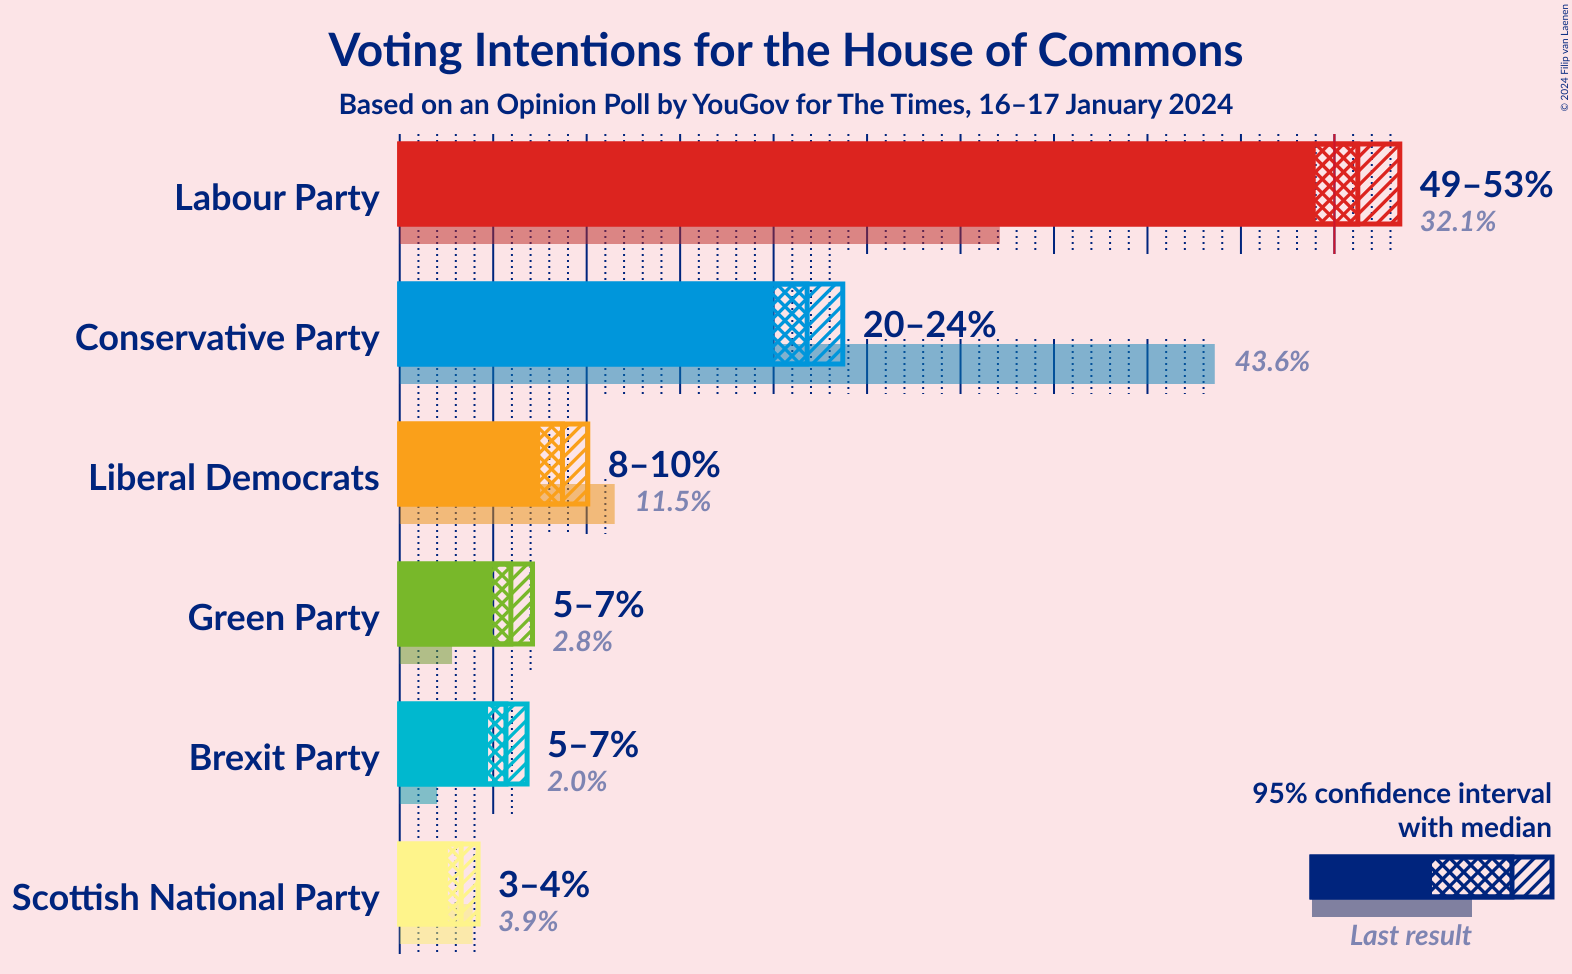 Voting Intentions for the House of Commons
Based on an Opinion Poll by YouGov for The Times, 16–17 January 2024
© 2024 Filip van Laenen
Labour Party
49–53%
32.1%
Conservative Party
20–24%
43.6%
Liberal Democrats
8–10%
11.5%
Green Party
5–7%
2.8%
Brexit Party
5–7%
2.0%
Scottish National Party
3–4%
3.9%
95% confidence interval
with median
Last result